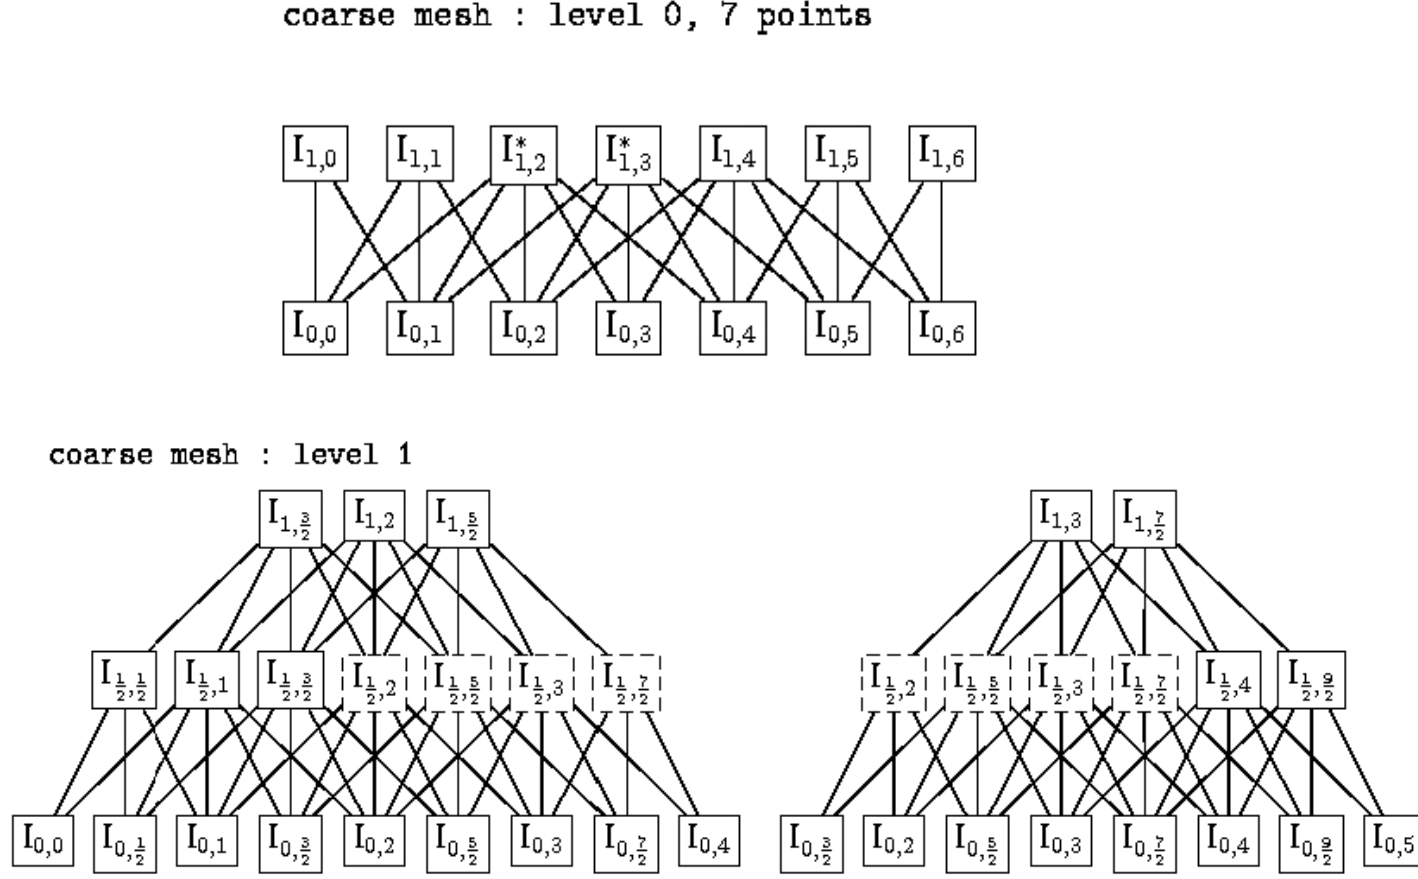 coarse mesh : level 0, 7 points
I1,0 I1,1 I*1,2 I*1,3 I1,4 I1,5 I1,6
I0,0 I0,1 I0,2 I0,3 I0,4 I0,5 I0,6
coarse mesh : level 1
I1,3/2 I1,2 I1,5/2 I1,3 I1,7/2
I1/2,1/2 I1/2,1 I1/2,3/2 I1/2,2 I1/2,5/2 I1/2,3 I1/2,7/2 I1/2,2 I1/2,5/2 I1/2,3 I1/2,7/2 I1/2,4 I1/2,9/2
I0,0 I0,1/2 I0,1 I0,3/2 I0,2 I0,5/2 I0,3 I0,7/2 I0,4 I0,3/2 I0,2 I0,5/2 I0,3 I0,7/2 I0,4 I0,9/2 I0,5